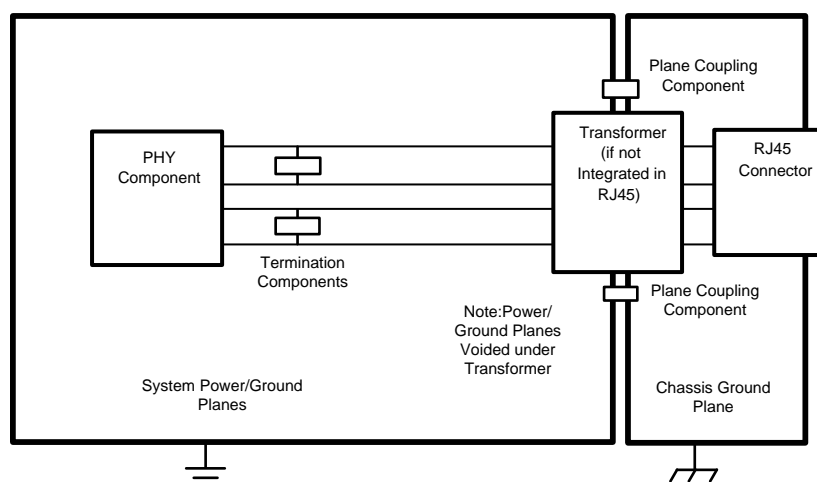 Plane Coupling
Component
Transformer
(if not
Integrated in
RJ45)
RJ45
Connector
PHY
Component
Termination
Components
Plane Coupling
Component
Note:Power/
Ground Planes
Voided under
Transformer
System Power/Ground
Planes
Chassis Ground
Plane